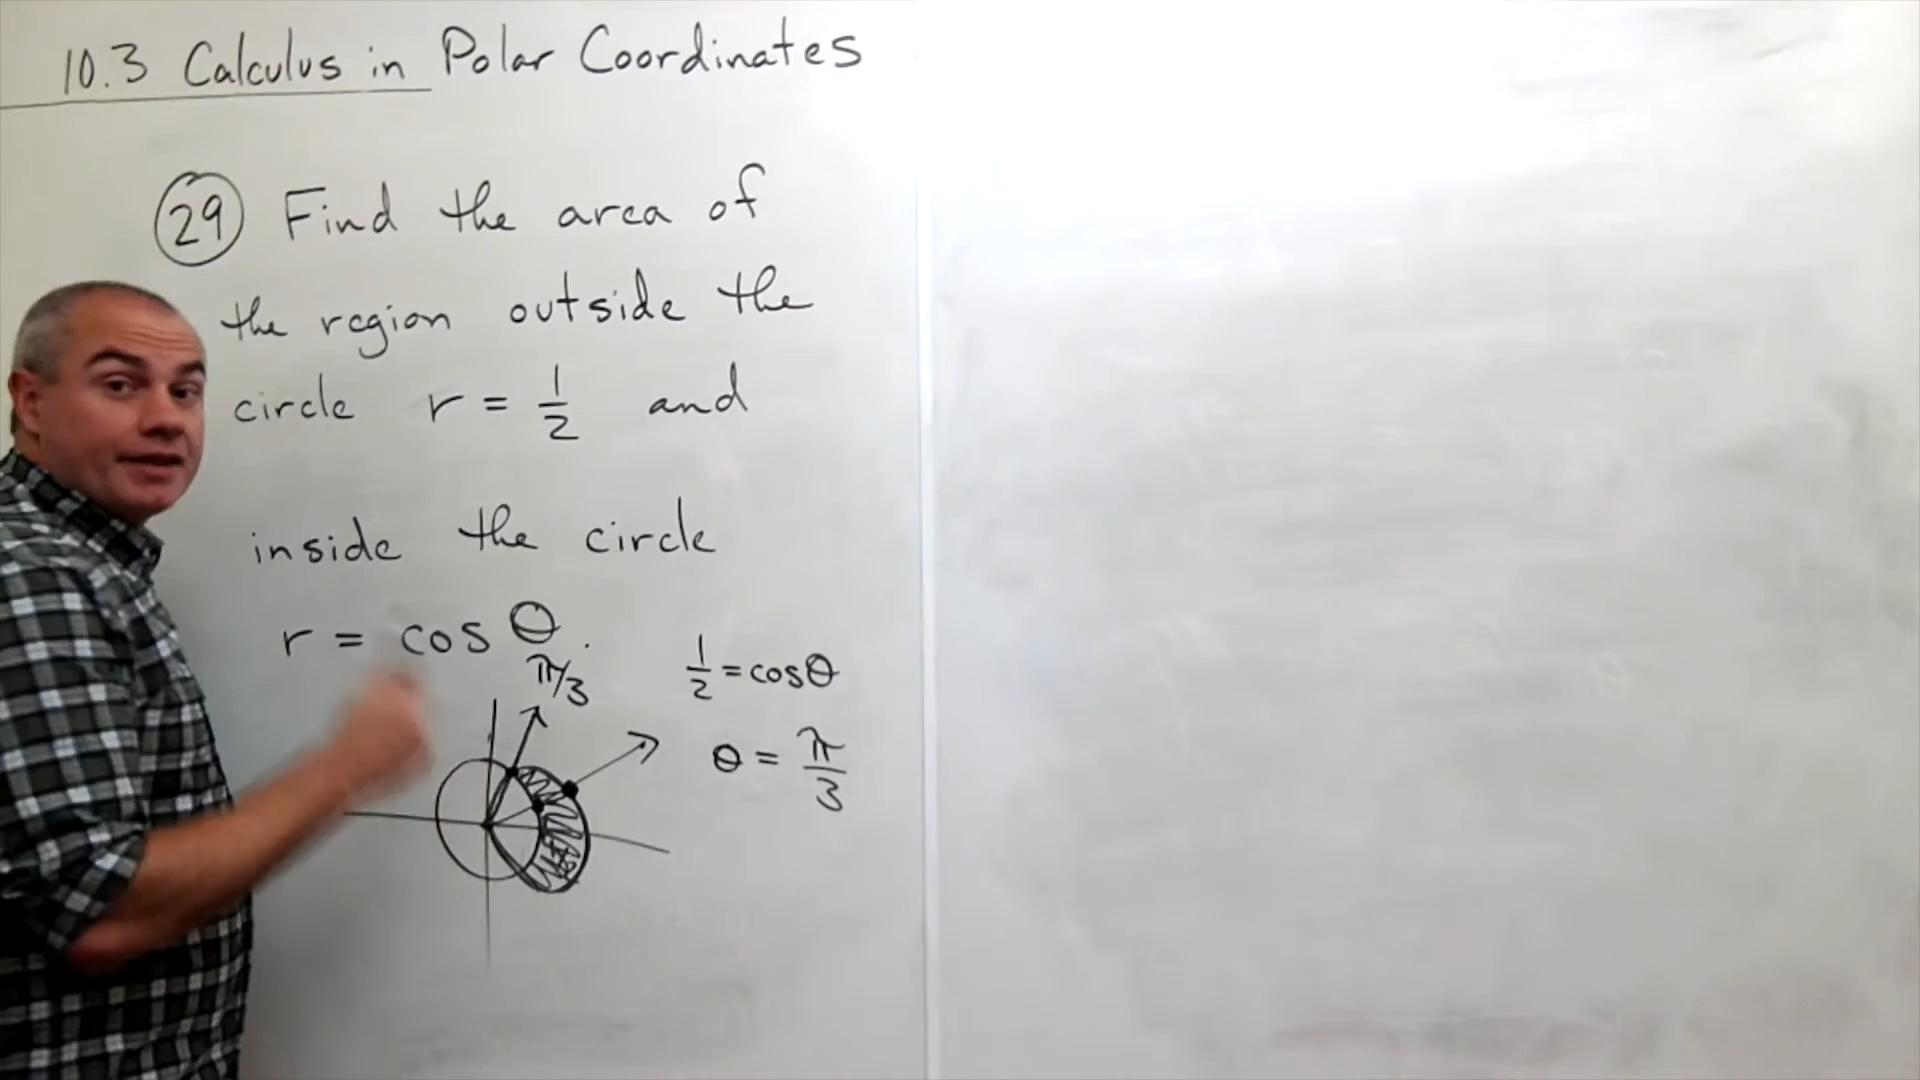 10.3 Calculus in Polar Coordinates
29 Find the area of
the region outside the
circle r = 1/2 and
inside the circle
r = cos θ.
π/3
1/2 = cosθ
θ = π/3